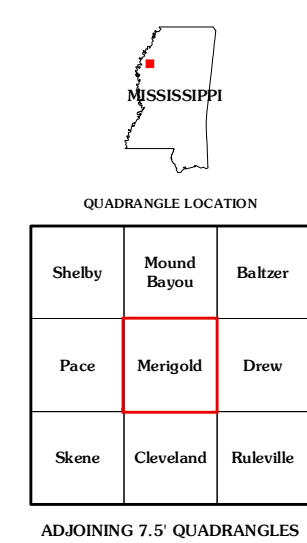 MISSISSIPPI
QUADRANGLE LOCATION
Shelby
Mound
Bayou
Baltzer
Pace
Merigold
Drew
Skene
Cleveland
Ruleville
ADJOINING 7.5' QUADRANGLES